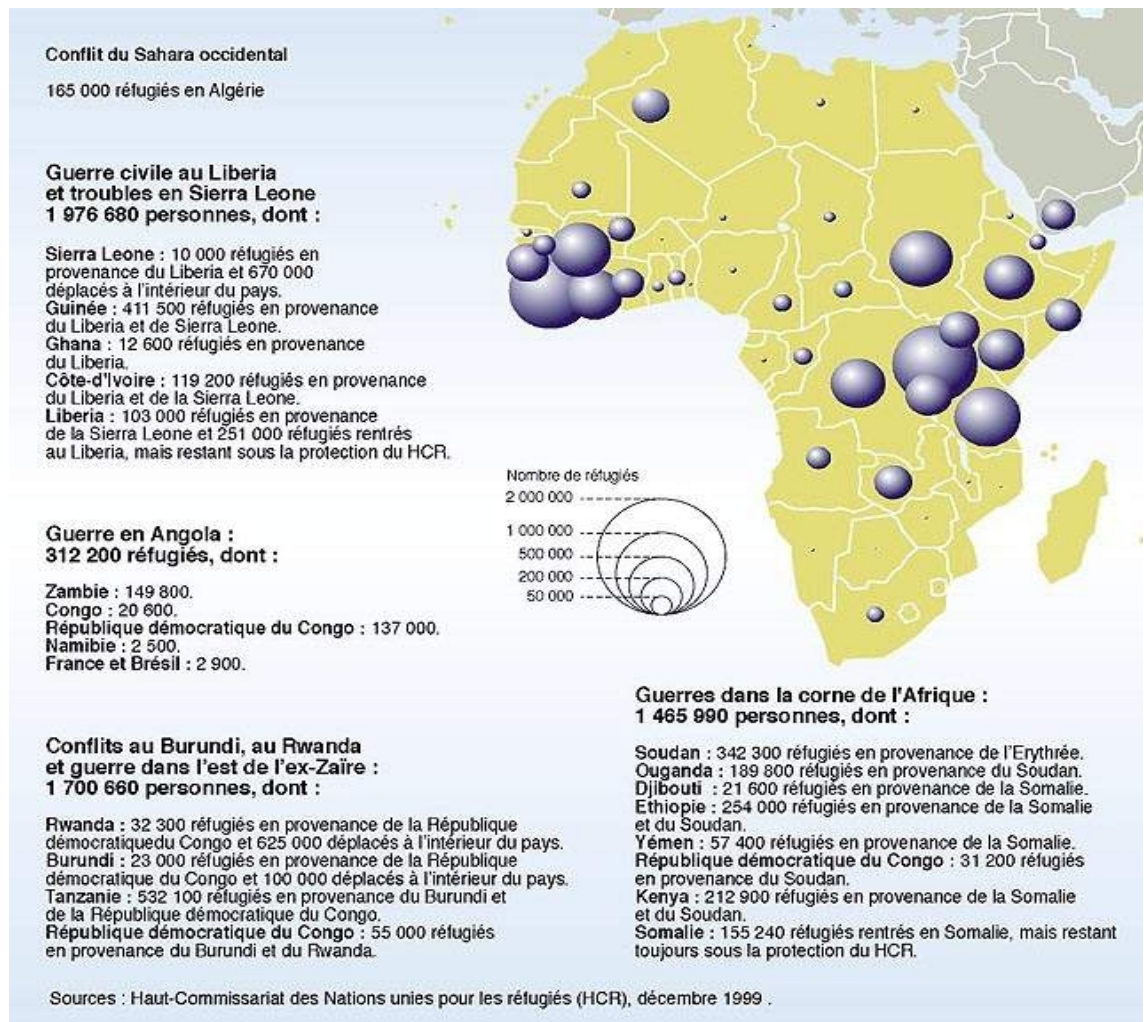 Conflit du Sahara occidental
165 000 réfugiés en Algérie
Guerre civile au Liberia
et troubles en Sierra Leone
1 976 680 personnes, dont :
Sierra Leone : 10 000 réfugiés en
provenance du Liberia et 670 000
déplacés à l'intérieur du pays.
Guinée : 411 500 réfugiés en provenance
du Liberia et de Sierra Leone.
Ghana : 12 600 réfugiés en provenance
du Liberia.
Côte-d'Ivoire : 119 200 réfugiés en provenance
du Liberia et de la Sierra Leone.
Liberia : 103 000 réfugiés en provenance
de la Sierra Leone et 251 000 réfugiés rentrés
au Liberia, mais restant sous la protection du HCR.
Guerre en Angola :
312 200 réfugiés, dont :
Zambie : 149 800.
Congo : 20 600.
République démocratique du Congo : 137 000.
Namibie : 2 500.
France et Brésil : 2 900.
Conflits au Burundi, au Rwanda
et guerre dans l'est de l'ex-Zaïre :
1 700 660 personnes, dont :
Rwanda : 32 300 réfugiés en provenance de la République
démocratiquedu Congo et 625 000 déplacés à l'intérieur du pays.
Burundi : 23 000 réfugiés en provenance de la République
démocratique du Congo et 100 000 déplacés à l'intérieur du pays.
Tanzanie : 532 100 réfugiés en provenance du Burundi et
de la République démocratique du Congo.
République démocratique du Congo : 55 000 réfugiés
en provenance du Burundi et du Rwanda.
Nombre de réfugiés
2 000 000
1 000 000
500 000
200 000
50 000
Guerres dans la corne de l'Afrique :
1 465 990 personnes, dont :
Soudan : 342 300 réfugiés en provenance de l'Erythrée.
Ouganda : 189 800 réfugiés en provenance du Soudan.
Djibouti : 21 600 réfugiés en provenance de la Somalie.
Ethiopie : 254 000 réfugiés en provenance de la Somalie
et du Soudan.
Yémen : 57 400 réfugiés en provenance de la Somalie.
République démocratique du Congo : 31 200 réfugiés
en provenance du Soudan.
Kenya : 212 900 réfugiés en provenance de la Somalie
et du Soudan.
Somalie : 155 240 réfugiés rentrés en Somalie, mais restant
toujours sous la protection du HCR.
Sources : Haut-Commissariat des Nations unies pour les réfugiés (HCR), décembre 1999 .